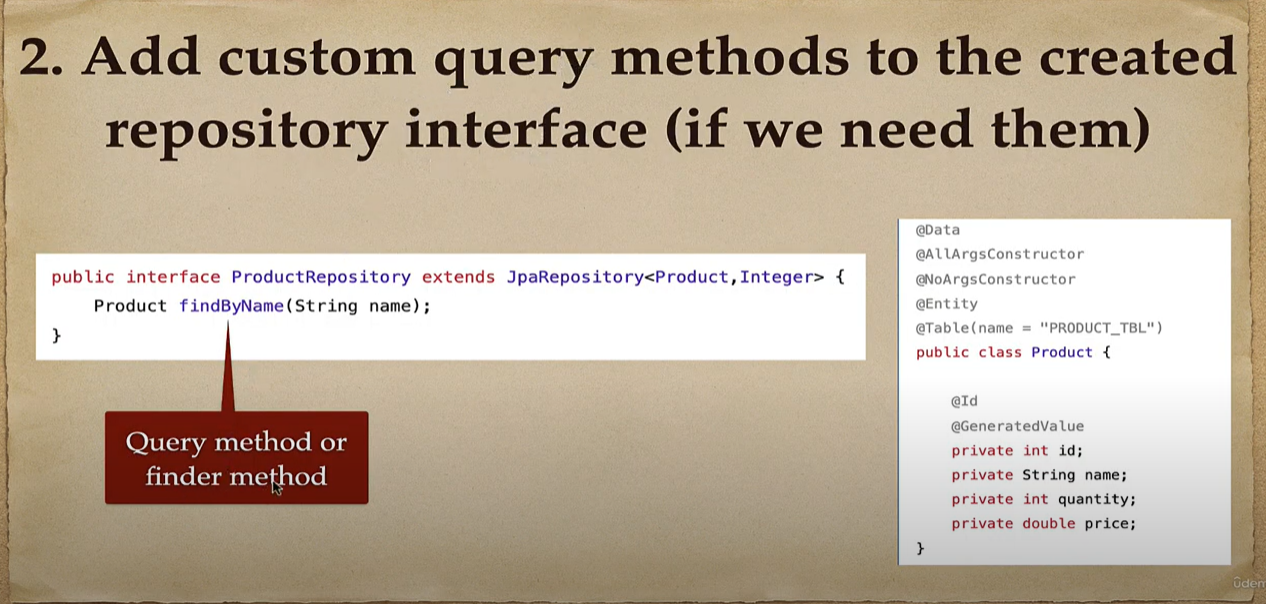 2. Add custom query methods to the created
repository interface (if we need them)
public interface ProductRepository extends JpaRepository<Product,Integer> {
    Product findByName(String name);
}
Query method or
finder method
@Data
@AllArgsConstructor
@NoArgsConstructor
@Entity
@Table(name = "PRODUCT_TBL")
public class Product {
    @Id
    @GeneratedValue
    private int id;
    private String name;
    private int quantity;
    private double price;
}